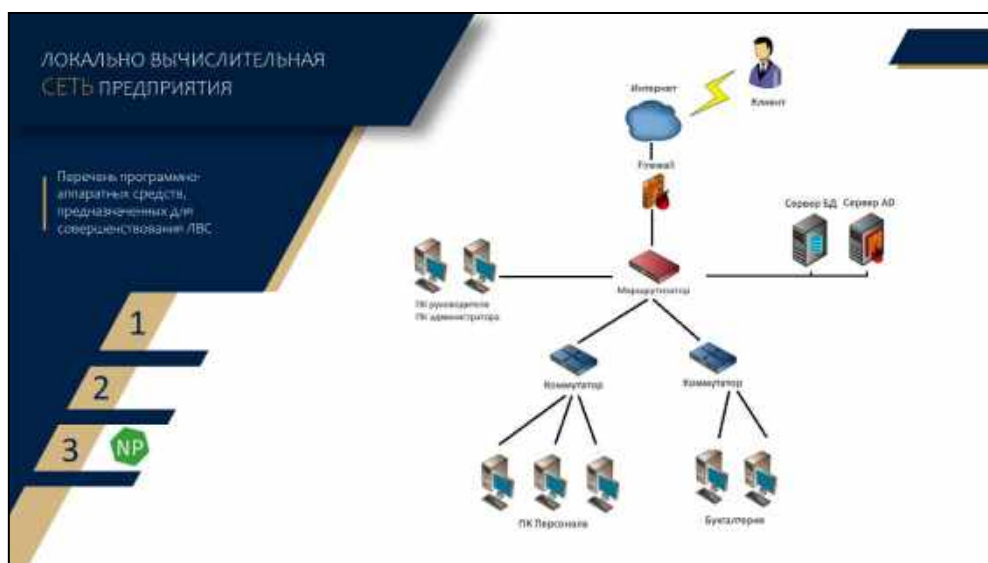 ЛОКАЛЬНО ВЫЧИСЛИТЕЛЬНАЯ
СЕТЬ ПРЕДПРИЯТИЯ
Перечень программно-
аппаратных средств,
предназначенных для
совершенствования ЛВС
1
2
3
NP
Клиент
Интернет
Firewall
Сервер БД
Сервер AD
Маршрутизатор
ПК руководителя
ПК администратора
Коммутатор
Коммутатор
ПК Персонала
Бухгалтерия